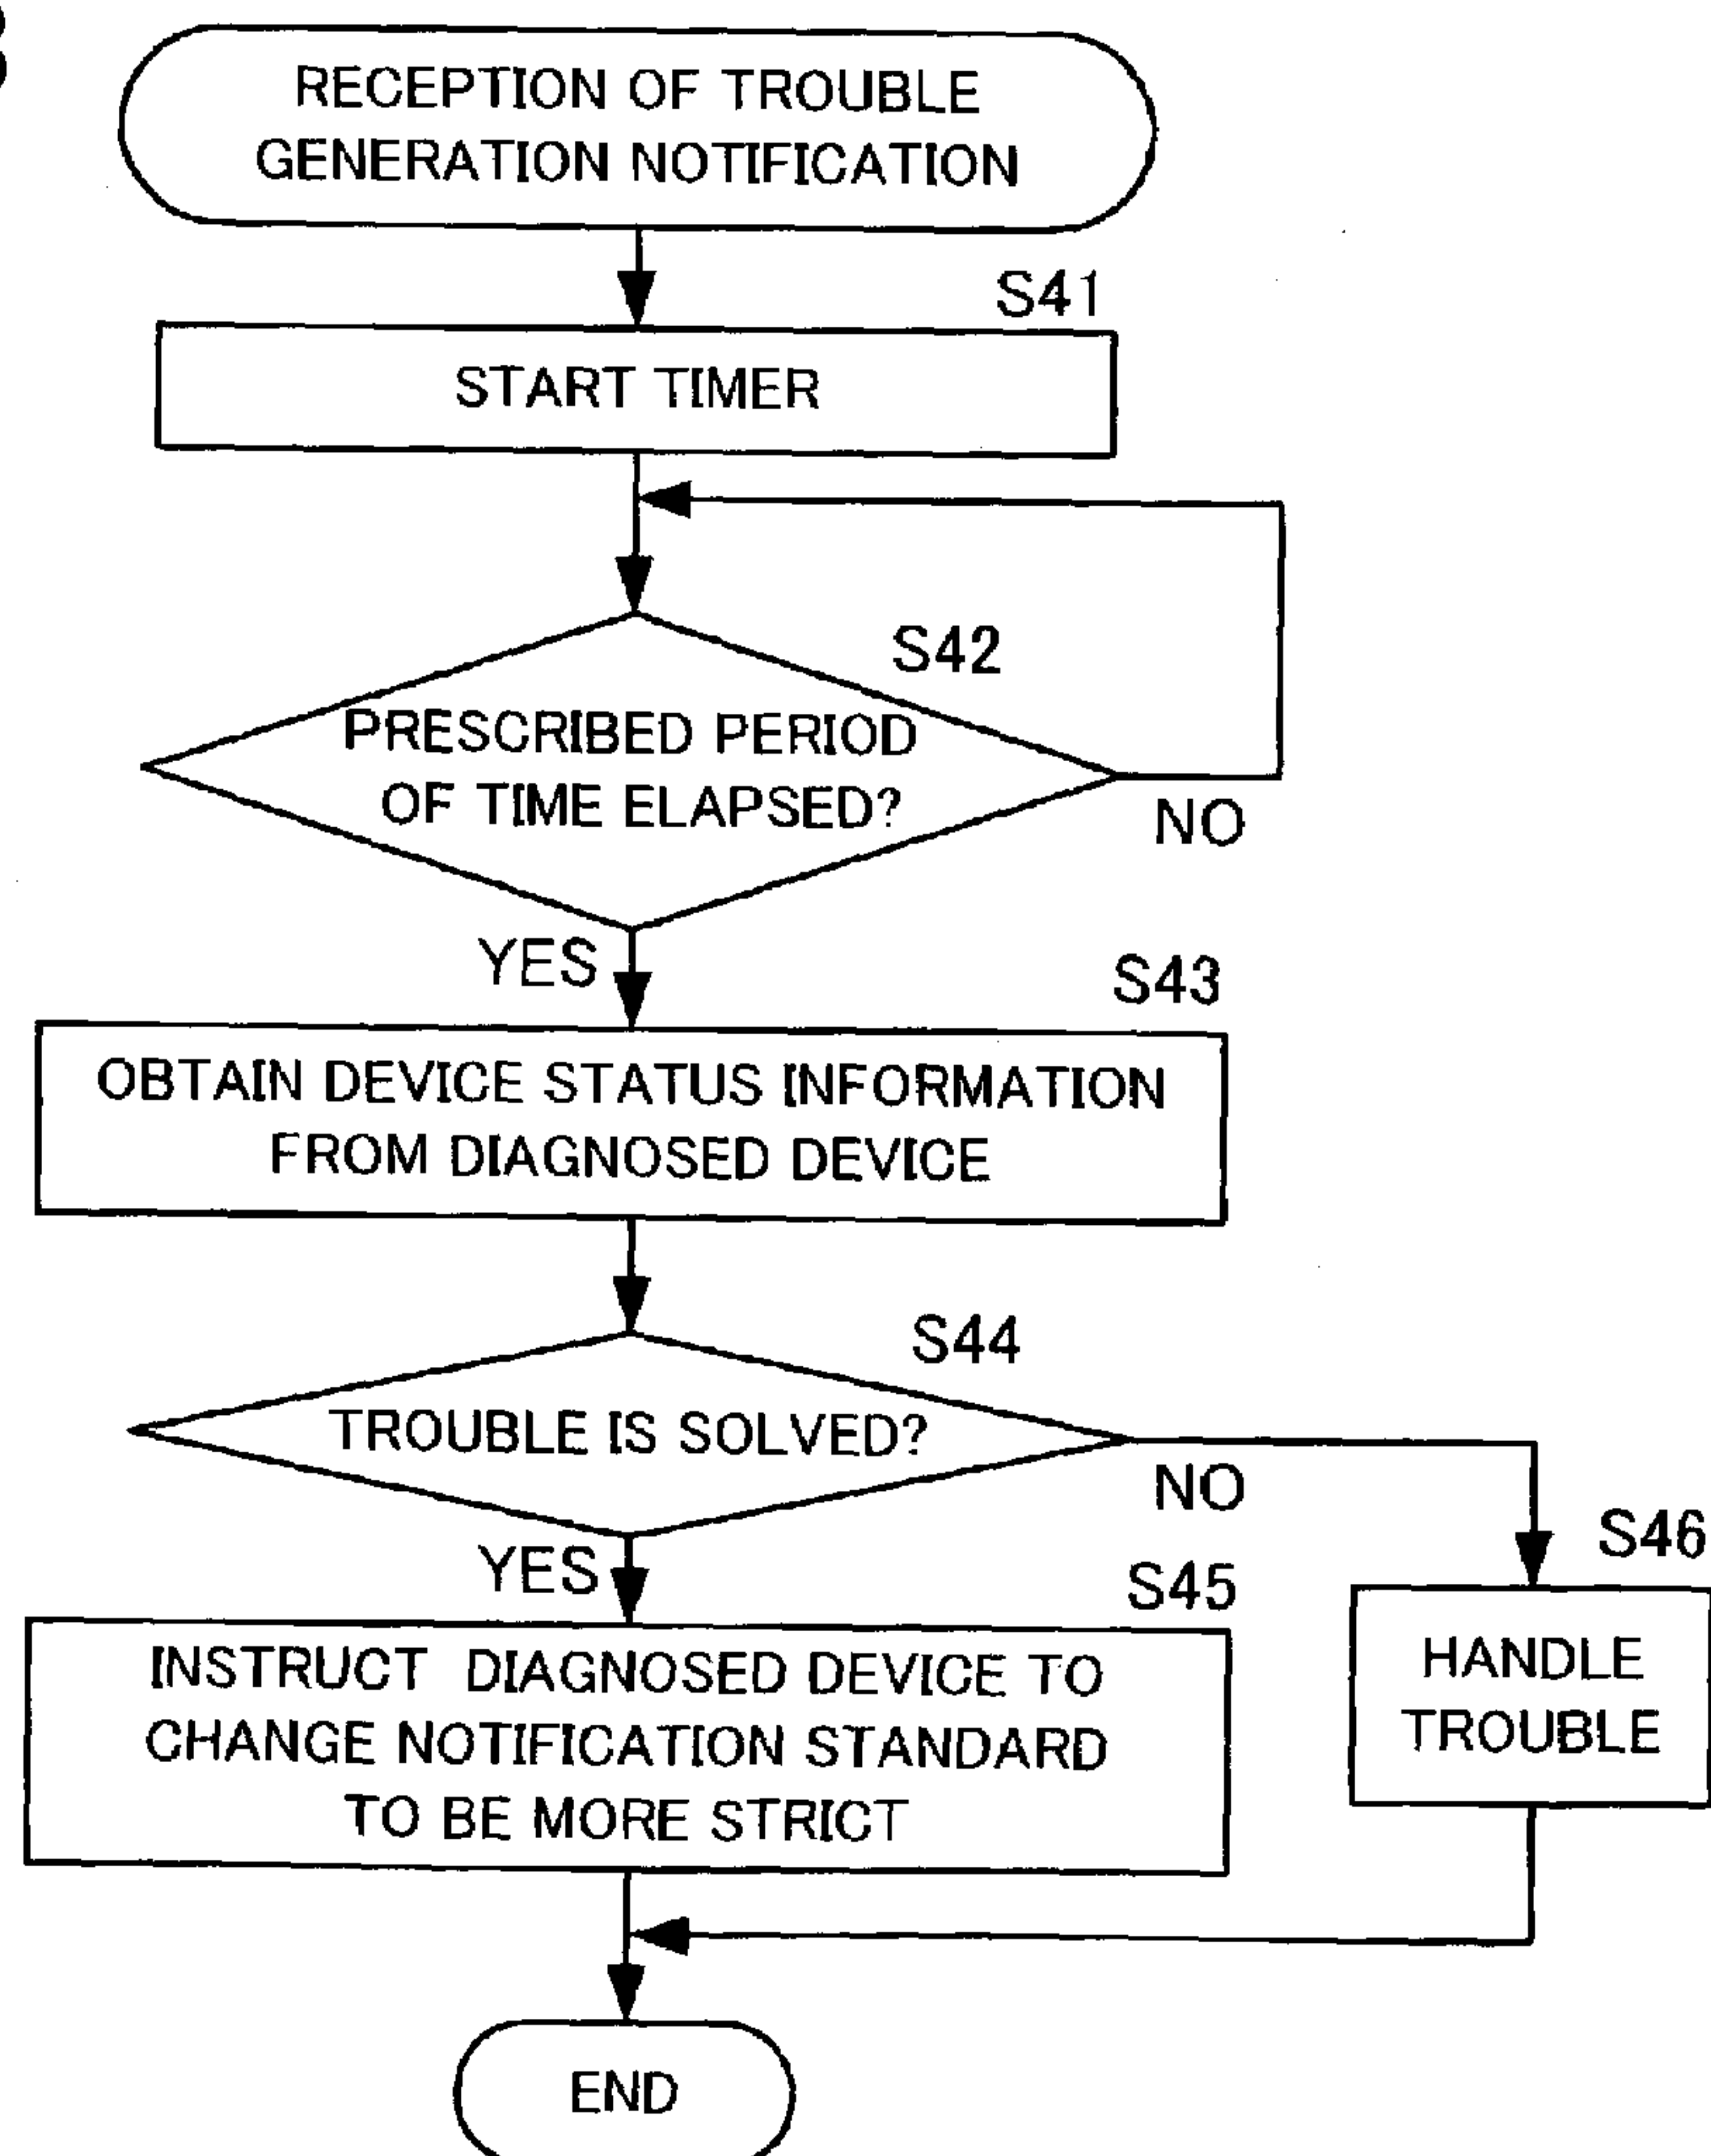 RECEPTION OF TROUBLE
GENERATION NOTIFICATION
S41
START TIMER
S42
PRESCRIBED PERIOD
OF TIME ELAPSED?
NO
YES
S43
OBTAIN DEVICE STATUS INFORMATION
FROM DIAGNOSED DEVICE
S44
TROUBLE IS SOLVED?
NO
YES
S45
S46
INSTRUCT DIAGNOSED DEVICE TO
CHANGE NOTIFICATION STANDARD
TO BE MORE STRICT
HANDLE
TROUBLE
END